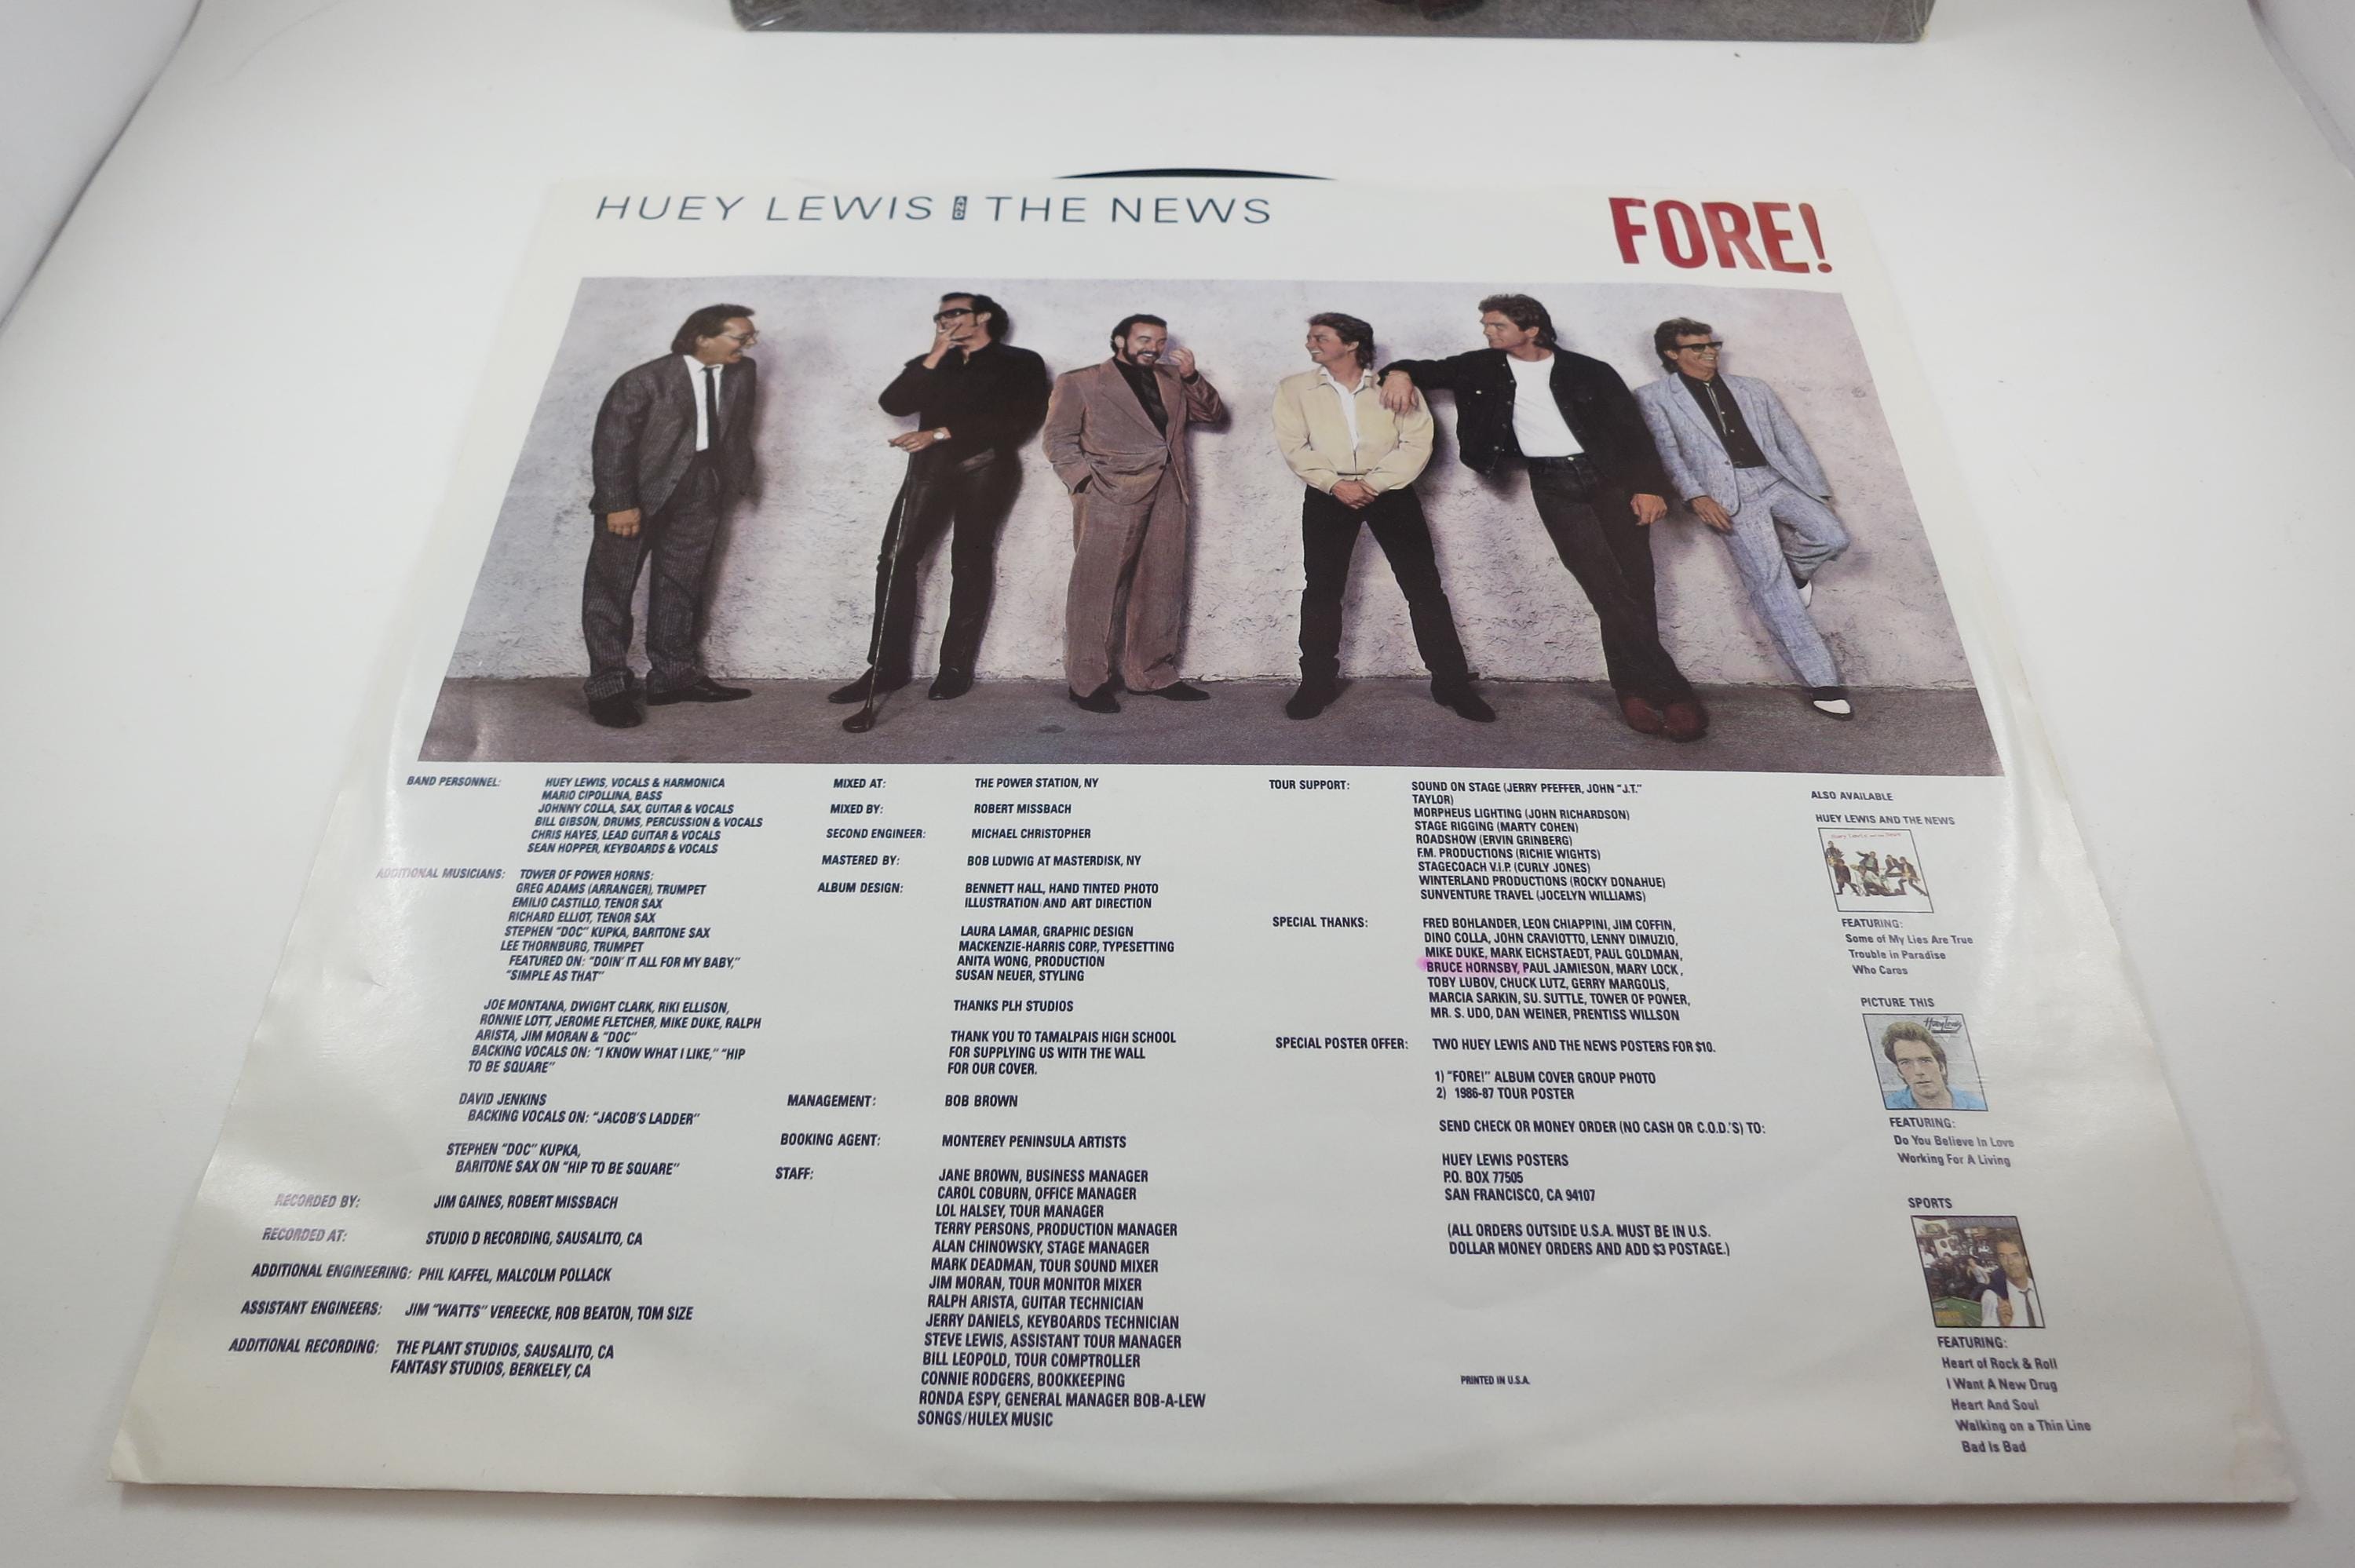 HUEY LEWIS AND THE NEWS
FORE!
BAND PERSONNEL: HUEY LEWIS, VOCALS & HARMONICA
MARIO CIPOLLINA, BASS
JOHNNY COLLA, SAX, GUITAR & VOCALS
BILL GIBSON, DRUMS, PERCUSSION & VOCALS
CHRIS HAYES, LEAD GUITAR & VOCALS
SEAN HOPPER, KEYBOARDS & VOCALS
ADDITIONAL MUSICIANS: TOWER OF POWER HORNS:
GREG ADAMS (ARRANGER), TRUMPET
EMILIO CASTILLO, TENOR SAX
RICHARD ELLIOT, TENOR SAX
STEPHEN "DOC" KUPKA, BARITONE SAX
LEE THORNBURG, TRUMPET
FEATURED ON: "DOIN' IT ALL FOR MY BABY,"
"SIMPLE AS THAT"
JOE MONTANA, DWIGHT CLARK, RIKI ELLISON,
RONNIE LOTT, JEROME FLETCHER, MIKE DUKE, RALPH
ARISTA, JIM MORAN & "DOC"
BACKING VOCALS ON: "I KNOW WHAT I LIKE," "HIP
TO BE SQUARE"
DAVID JENKINS
BACKING VOCALS ON: "JACOB'S LADDER"
STEPHEN "DOC" KUPKA,
BARITONE SAX ON "HIP TO BE SQUARE"
RECORDED BY: JIM GAINES, ROBERT MISSBACH
RECORDED AT: STUDIO D RECORDING, SAUSALITO, CA
ADDITIONAL ENGINEERING: PHIL KAFFEL, MALCOLM POLLACK
ASSISTANT ENGINEERS: JIM "WATTS" VEREECKE, ROB BEATON, TOM SIZE
ADDITIONAL RECORDING: THE PLANT STUDIOS, SAUSALITO, CA
FANTASY STUDIOS, BERKELEY, CA
MIXED AT: THE POWER STATION, NY
MIXED BY: ROBERT MISSBACH
SECOND ENGINEER: MICHAEL CHRISTOPHER
MASTERED BY: BOB LUDWIG AT MASTERDISK, NY
ALBUM DESIGN: BENNETT HALL, HAND TINTED PHOTO
ILLUSTRATION AND ART DIRECTION
LAURA LAMAR, GRAPHIC DESIGN
MACKENZIE-HARRIS CORP., TYPESETTING
ANITA WONG, PRODUCTION
SUSAN NEUER, STYLING
THANKS PLH STUDIOS
THANK YOU TO TAMALPAIS HIGH SCHOOL
FOR SUPPLYING US WITH THE WALL
FOR OUR COVER.
MANAGEMENT: BOB BROWN
BOOKING AGENT: MONTEREY PENINSULA ARTISTS
STAFF: JANE BROWN, BUSINESS MANAGER
CAROL COBURN, OFFICE MANAGER
LOL HALSEY, TOUR MANAGER
TERRY PERSONS, PRODUCTION MANAGER
ALAN CHINOWSKY, STAGE MANAGER
MARK DEADMAN, TOUR SOUND MIXER
JIM MORAN, TOUR MONITOR MIXER
RALPH ARISTA, GUITAR TECHNICIAN
JERRY DANIELS, KEYBOARDS TECHNICIAN
STEVE LEWIS, ASSISTANT TOUR MANAGER
BILL LEOPOLD, TOUR COMPTROLLER
CONNIE RODGERS, BOOKKEEPING
RONDA ESPY, GENERAL MANAGER BOB-A-LEW
SONGS/HULEX MUSIC
TOUR SUPPORT: SOUND ON STAGE (JERRY PFEFFER, JOHN "J.T."
TAYLOR)
MORPHEUS LIGHTING (JOHN RICHARDSON)
STAGE RIGGING (MARTY COHEN)
ROADSHOW (ERVIN GRINBERG)
F.M. PRODUCTIONS (RICHIE WIGHTS)
STAGECOACH V.I.P. (CURLY JONES)
WINTERLAND PRODUCTIONS (ROCKY DONAHUE)
SUNVENTURE TRAVEL (JOCELYN WILLIAMS)
SPECIAL THANKS: FRED BOHLANDER, LEON CHIAPPINI, JIM COFFIN,
DINO COLLA, JOHN CRAVIOTTO, LENNY DIMUZIO,
MIKE DUKE, MARK EICHSTAEDT, PAUL GOLDMAN,
BRUCE HORNSBY, PAUL JAMIESON, MARY LOCK,
TOBY LUBOV, CHUCK LUTZ, GERRY MARGOLIS,
MARCIA SARKIN, SU. SUTTLE, TOWER OF POWER,
MR. S. UDO, DAN WEINER, PRENTISS WILLSON
SPECIAL POSTER OFFER: TWO HUEY LEWIS AND THE NEWS POSTERS FOR $10.
1) "FORE!" ALBUM COVER GROUP PHOTO
2) 1986-87 TOUR POSTER
SEND CHECK OR MONEY ORDER (NO CASH OR C.O.D.'S) TO:
HUEY LEWIS POSTERS
P.O. BOX 77505
SAN FRANCISCO, CA 94107
(ALL ORDERS OUTSIDE U.S.A. MUST BE IN U.S.
DOLLAR MONEY ORDERS AND ADD $3 POSTAGE.)
PRINTED IN U.S.A.
ALSO AVAILABLE
HUEY LEWIS AND THE NEWS
FEATURING:
Some of My Lies Are True
Trouble in Paradise
Who Cares
PICTURE THIS
Huey Lewis
FEATURING:
Do You Believe In Love
Working For A Living
SPORTS
FEATURING:
Heart of Rock & Roll
I Want A New Drug
Heart And Soul
Walking on a Thin Line
Bad Is Bad